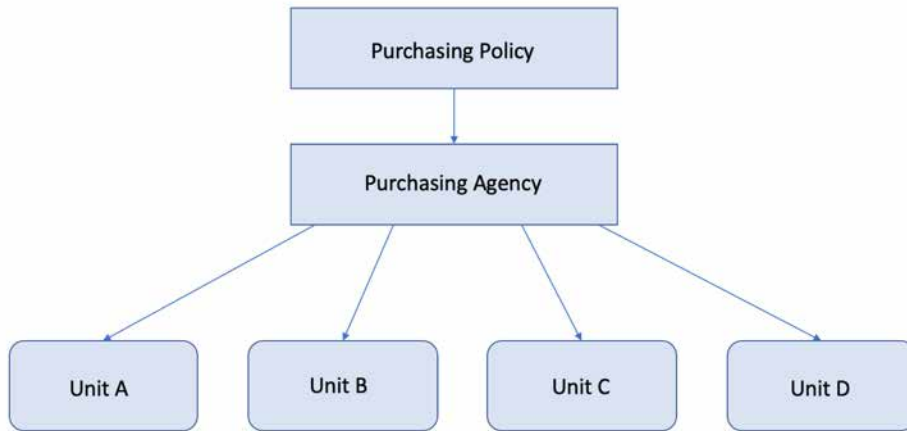 Purchasing Policy
Purchasing Agency
Unit A
Unit B
Unit C
Unit D